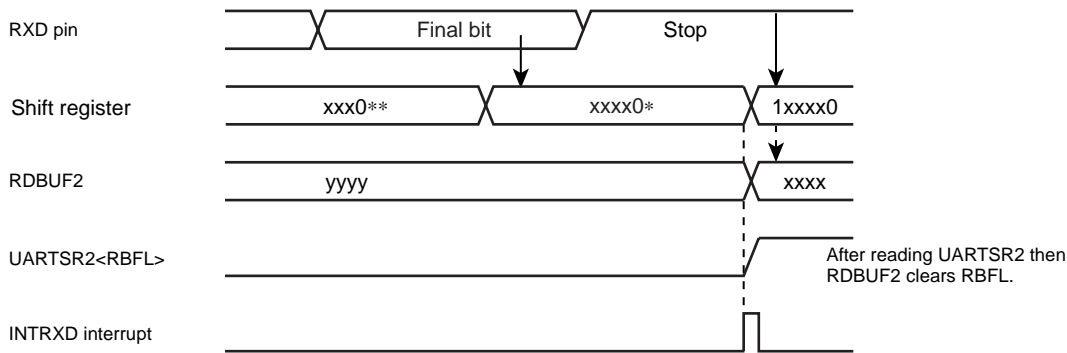 RXD pin
Final bit
Stop
Shift register
xxx0**
xxxx0*
1xxxx0
RDBUF2
yyyy
xxxx
UARTSR2<RBFL>
After reading UARTSR2 then
RDBUF2 clears RBFL.
INTRXD interrupt